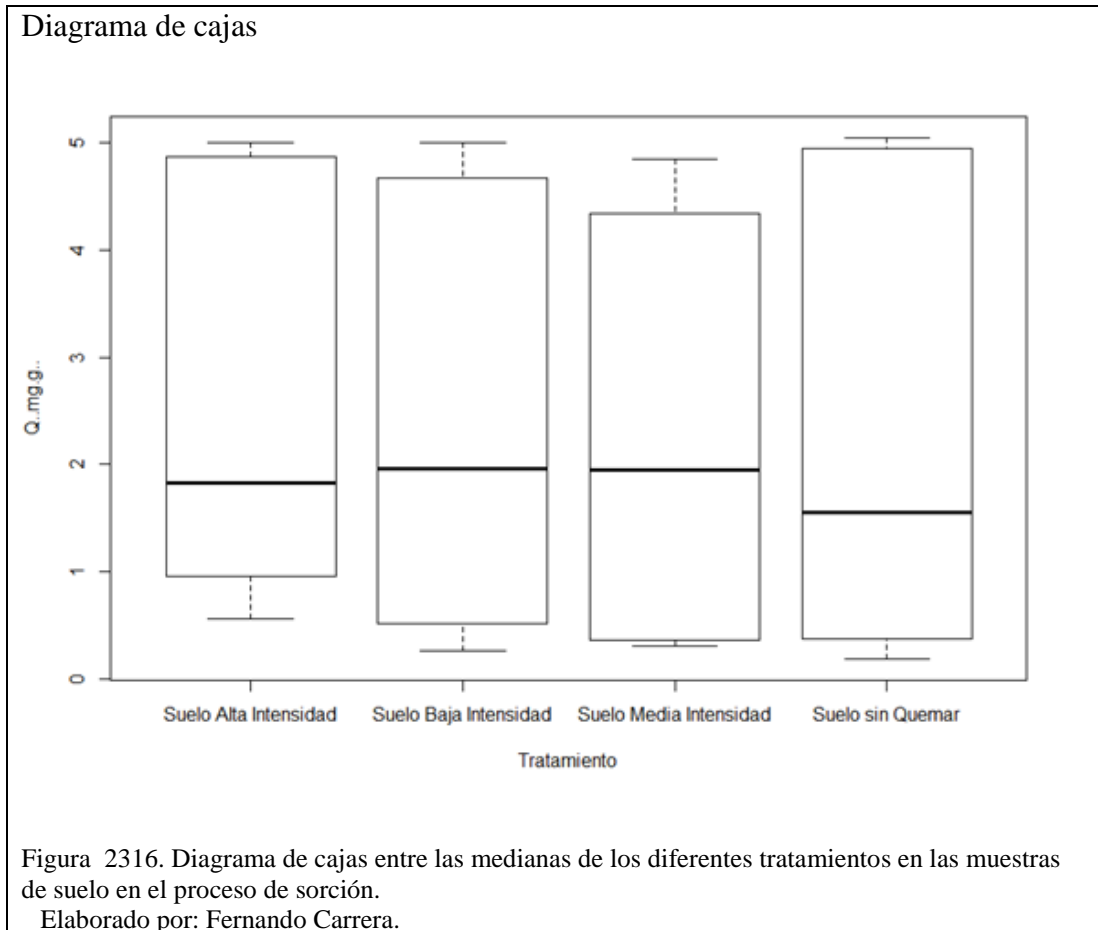 Diagrama de cajas
5
4
3
2
1
0
Q..mg.g..
Suelo Alta Intensidad Suelo Baja Intensidad Suelo Media Intensidad Suelo sin Quemar
Tratamiento
Figura 2316. Diagrama de cajas entre las medianas de los diferentes tratamientos en las muestras
de suelo en el proceso de sorción.
Elaborado por: Fernando Carrera.